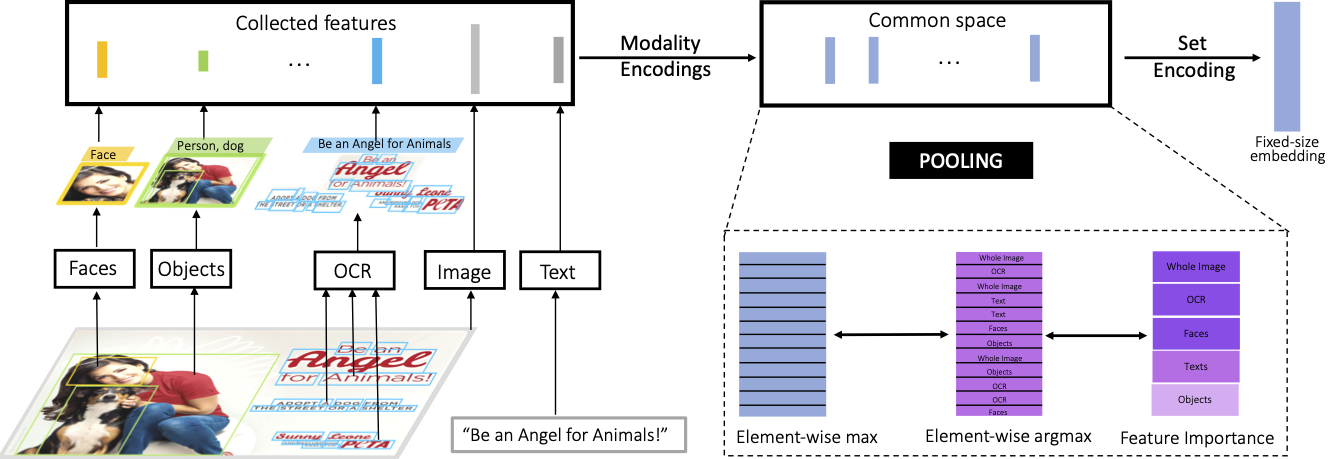 Collected features
...
Modality
Encodings
Common space
...
Set
Encoding
Fixed-size
embedding
Face
Person, dog
Be an Angel for Animals
Be an
Angel
for Animals!
ADOPT A DOG FROM
THE STREET OR A SHELTER
Sunny Leone
PETA
POOLING
Faces
Objects
OCR
Image
Text
Be an
Angel
for Animals!
ADOPT A DOG FROM
THE STREET OR A SHELTER
Sunny Leone
PETA
"Be an Angel for Animals!"
Whole Image
OCR
Whole Image
Text
Text
Faces
Objects
Whole Image
Objects
OCR
OCR
Faces
Whole Image
OCR
Faces
Texts
Objects
Element-wise max
Element-wise argmax
Feature Importance